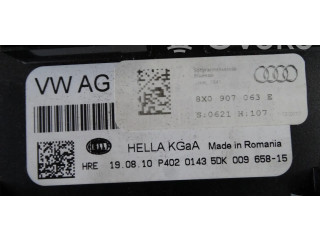 VW AG
8X0 907 063 E
S:0621 H:107
HELLA KGaA Made in Romania
HRE 19.08.10 P402 0143 5DK 009 658-15